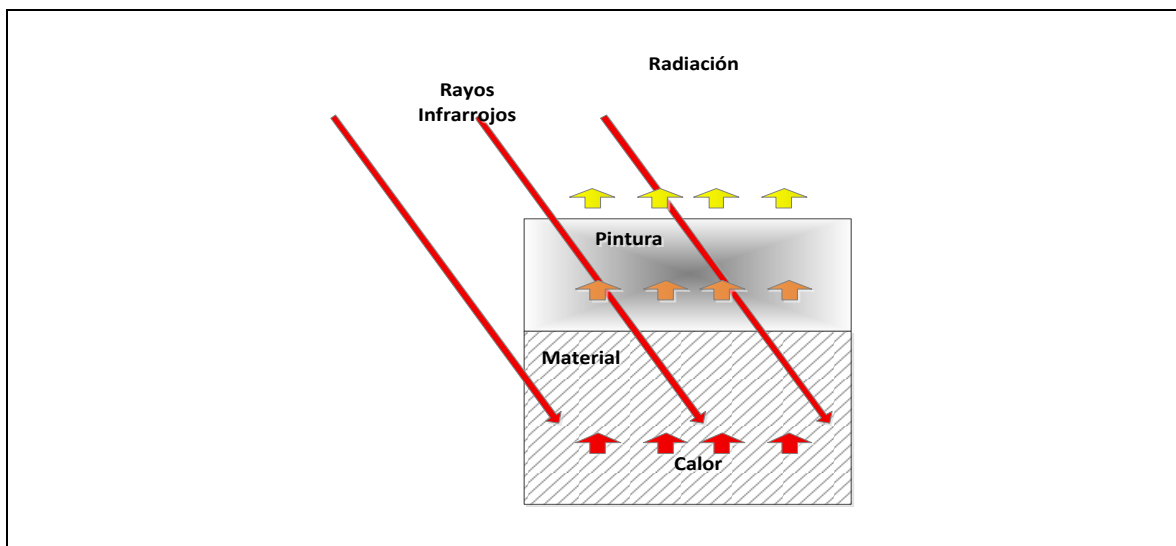 Radiación
Rayos
Infrarrojos
Pintura
Material
Calor